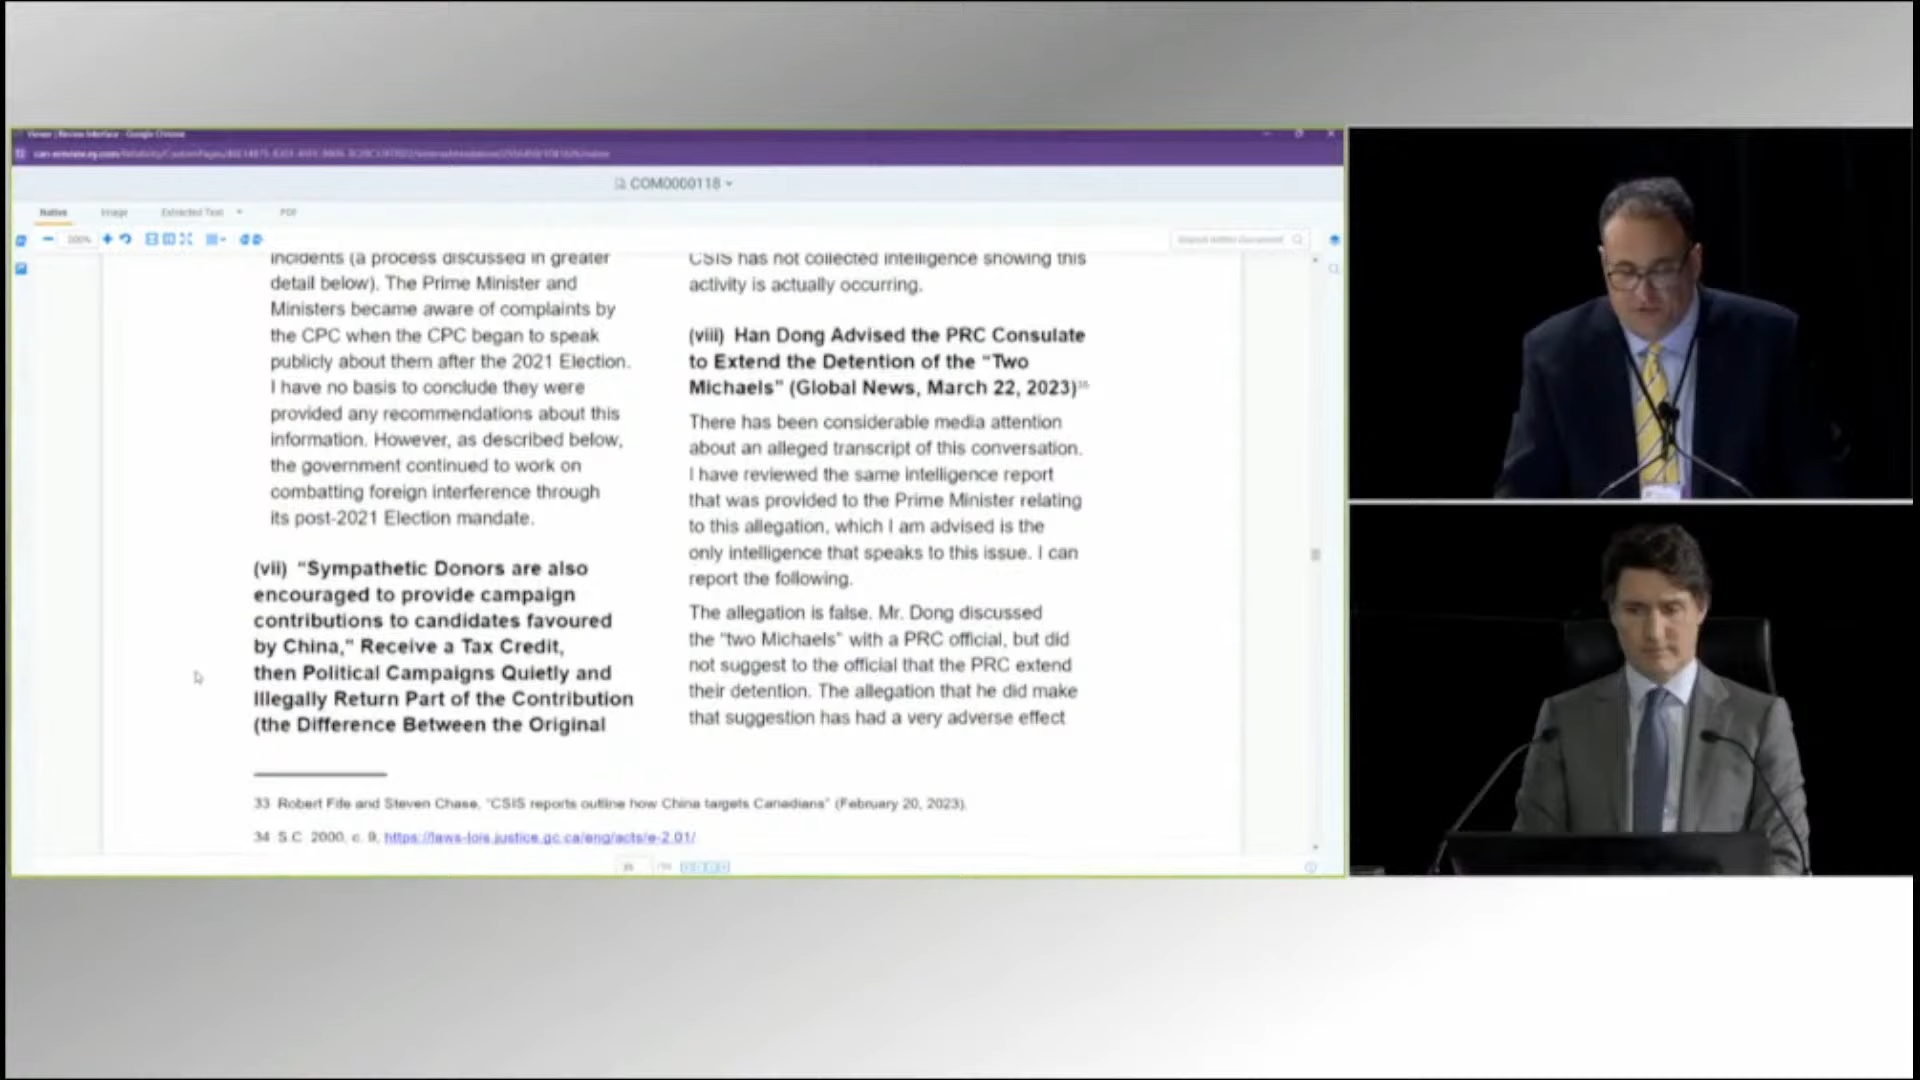 Viewer | Review Interface - Google Chrome
COM0000118
Native
Image
Extracted Text
PDF
incidents (a process discussed in greater
detail below). The Prime Minister and
Ministers became aware of complaints by
the CPC when the CPC began to speak
publicly about them after the 2021 Election.
I have no basis to conclude they were
provided any recommendations about this
information. However, as described below,
the government continued to work on
combatting foreign interference through
its post-2021 Election mandate.
(vii) “Sympathetic Donors are also
encouraged to provide campaign
contributions to candidates favoured
by China,” Receive a Tax Credit,
then Political Campaigns Quietly and
Illegally Return Part of the Contribution
(the Difference Between the Original
CSIS has not collected intelligence showing this
activity is actually occurring.
(viii) Han Dong Advised the PRC Consulate
to Extend the Detention of the “Two
Michaels” (Global News, March 22, 2023)
There has been considerable media attention
about an alleged transcript of this conversation.
I have reviewed the same intelligence report
that was provided to the Prime Minister relating
to this allegation, which I am advised is the
only intelligence that speaks to this issue. I can
report the following.
The allegation is false. Mr. Dong discussed
the “two Michaels” with a PRC official, but did
not suggest to the official that the PRC extend
their detention. The allegation that he did make
that suggestion has had a very adverse effect
33 Robert Fife and Steven Chase, “CSIS reports outline how China targets Canadians” (February 20, 2023).
34 S.C. 2000, c. 9, https://laws-lois.justice.gc.ca/eng/acts/e-2.01/